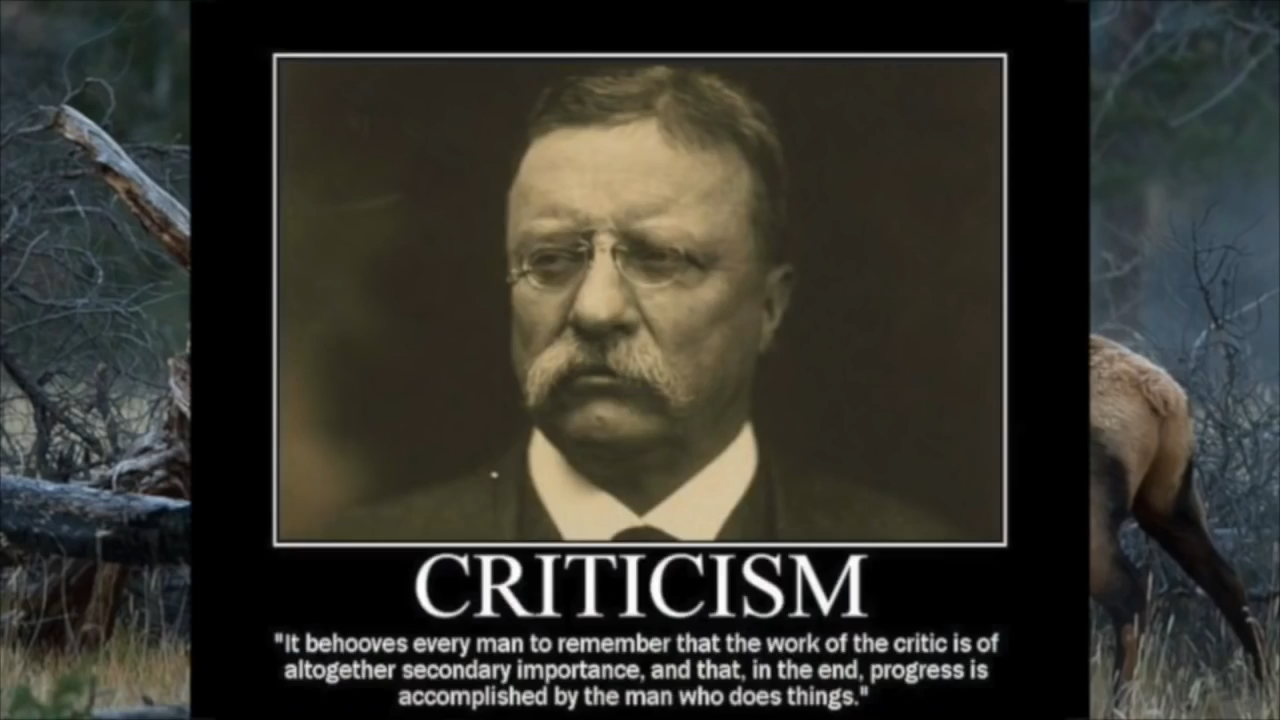 CRITICISM
"It behooves every man to remember that the work of the critic is of
altogether secondary importance, and that, in the end, progress is
accomplished by the man who does things."